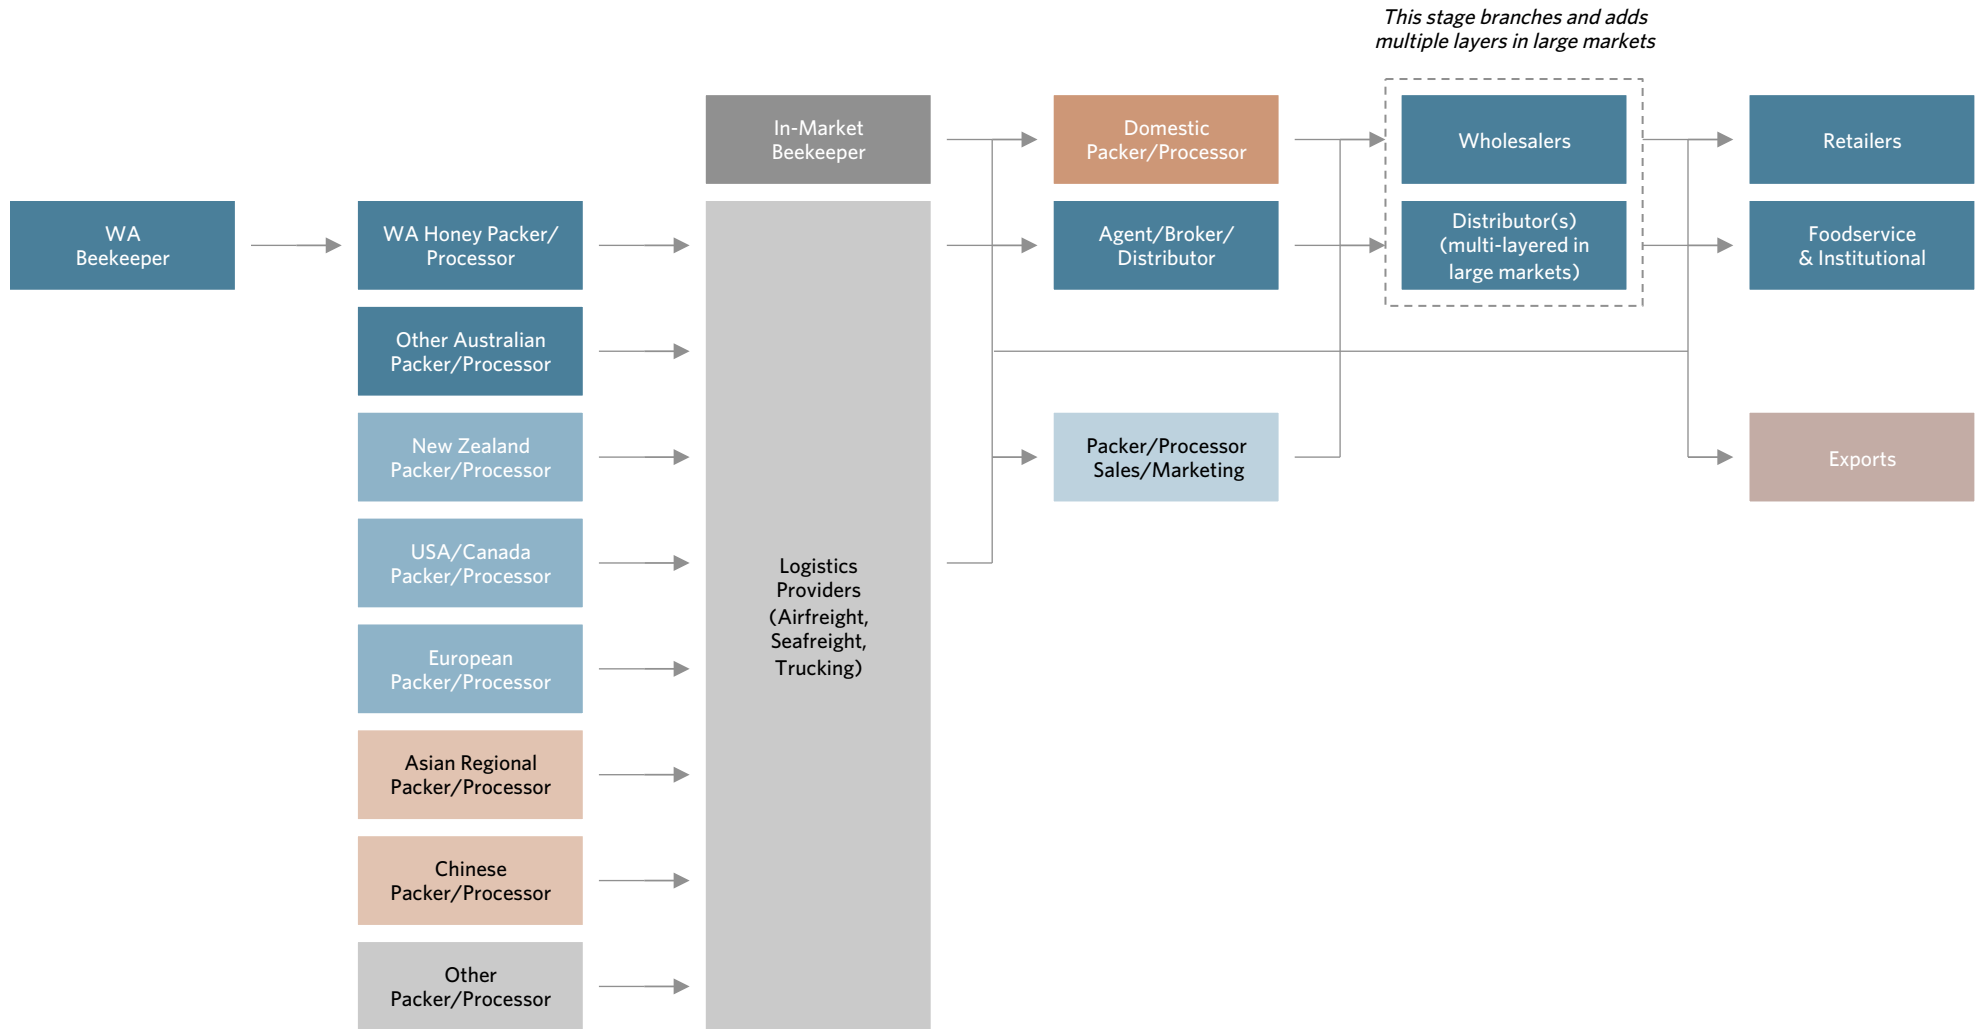 This stage branches and adds
multiple layers in large markets
In-Market
Beekeeper
Domestic
Packer/Processor
Wholesalers
Retailers
WA
Beekeeper
WA Honey Packer/
Processor
Agent/Broker/
Distributor
Distributor(s)
(multi-layered in
large markets)
Foodservice
& Institutional
Other Australian
Packer/Processor
New Zealand
Packer/Processor
Packer/Processor
Sales/Marketing
Exports
USA/Canada
Packer/Processor
Logistics
Providers
(Airfreight,
Seafreight,
Trucking)
European
Packer/Processor
Asian Regional
Packer/Processor
Chinese
Packer/Processor
Other
Packer/Processor